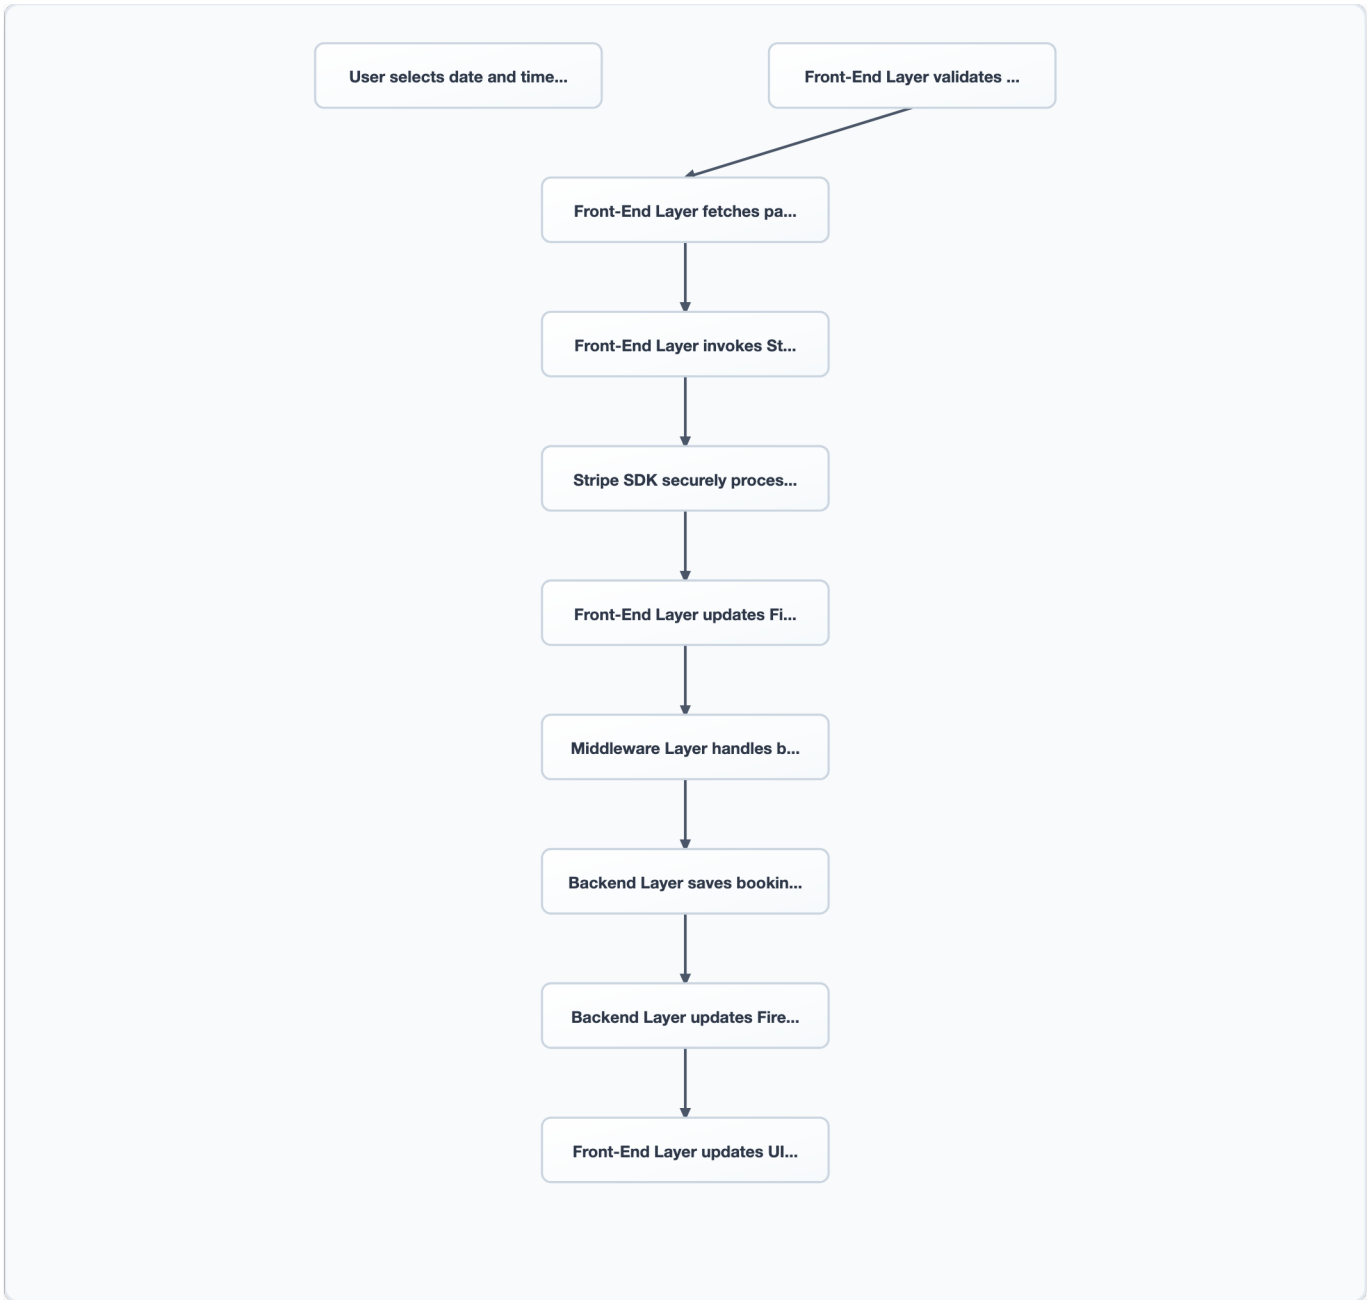 User selects date and time...
Front-End Layer validates ...
Front-End Layer fetches pa...
Front-End Layer invokes St...
Stripe SDK securely proces...
Front-End Layer updates Fi...
Middleware Layer handles b...
Backend Layer saves bookin...
Backend Layer updates Fire...
Front-End Layer updates UI...